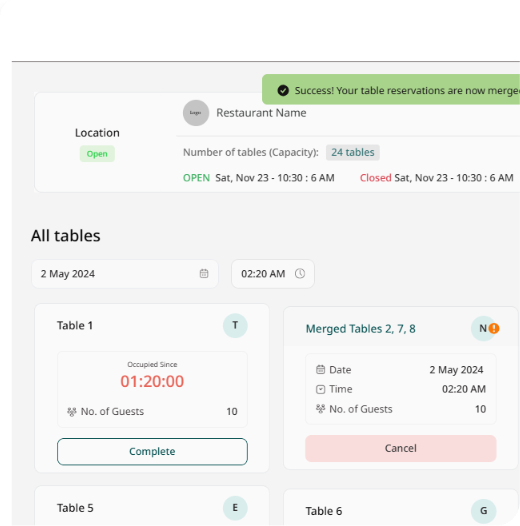 Success! Your table reservations are now merge
Logo
Restaurant Name
Location
Open
Number of tables (Capacity): 24 tables
OPEN Sat, Nov 23 - 10:30 : 6 AM Closed Sat, Nov 23 - 10:30 : 6 AM
All tables
2 May 2024
02:20 AM
Table 1 T
Occupied Since
01:20:00
No. of Guests 10
Complete
Merged Tables 2, 7, 8 N
Date 2 May 2024
Time 02:20 AM
No. of Guests 10
Cancel
Table 5 E
Table 6 G